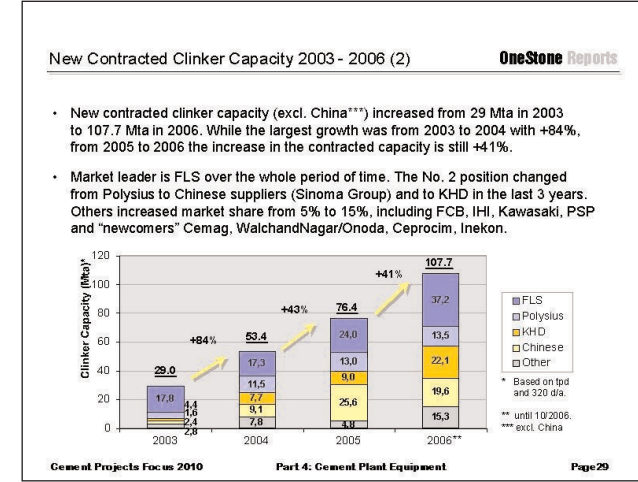 New Contracted Clinker Capacity 2003 - 2006 (2)
OneStone Reports
• New contracted clinker capacity (excl. China***) increased from 29 Mta in 2003
to 107.7 Mta in 2006. While the largest growth was from 2003 to 2004 with +84%,
from 2005 to 2006 the increase in the contracted capacity is still +41%.
• Market leader is FLS over the whole period of time. The No. 2 position changed
from Polysius to Chinese suppliers (Sinoma Group) and to KHD in the last 3 years.
Others increased market share from 5% to 15%, including FCB, IHI, Kawasaki, PSP
and "newcomers" Cemag, WalchandNagar/Onoda, Ceprocim, Inekon.
Clinker Capacity (Mta)*
120
100
80
60
40
20
0
29.0
17,8
4,4
1,6
2,4
2,8
+84%
53.4
17,3
11,5
7,7
9,1
7,8
+43%
76.4
24,0
13,0
9,0
25,6
4,8
+41%
107.7
37,2
13,5
22,1
19,6
15,3
2003
2004
2005
2006**
FLS
Polysius
KHD
Chinese
Other
* Based on tpd
and 320 d/a.
** until 10/2006.
*** excl. China
Cement Projects Focus 2010
Part 4: Cement Plant Equipment
Page29